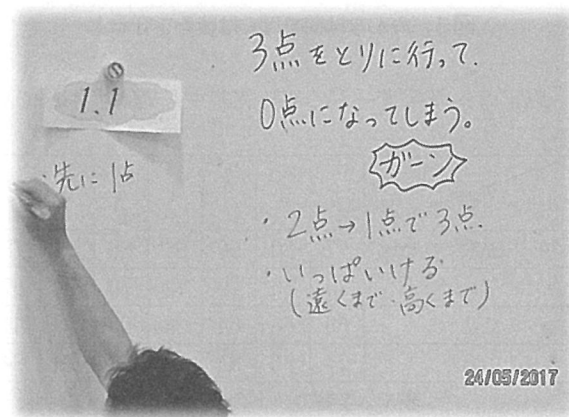 1.1
・先に1点
3点をとりに行って.
0点になってしまう。
ガーン
・2点→1点で3点.
・いっぱいいける
(遠くまで・高くまで)
24/05/2017